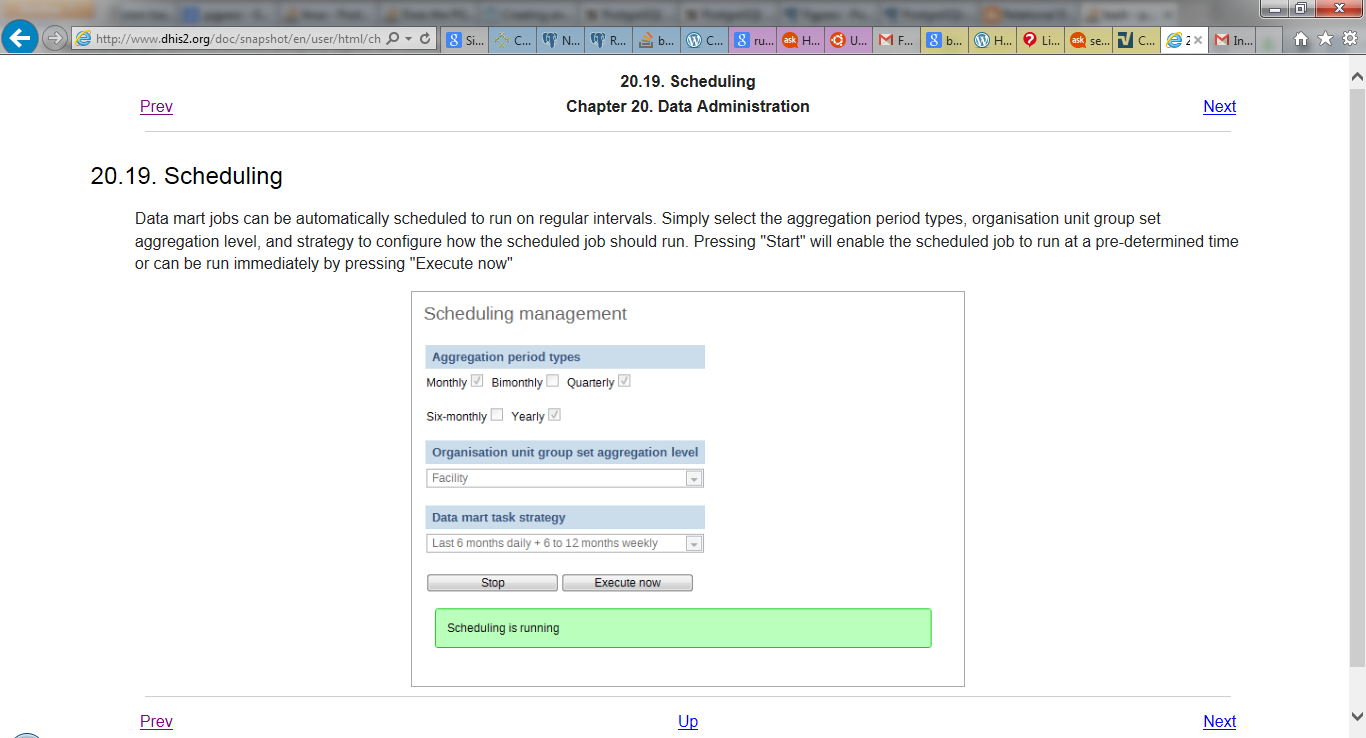 http://www.dhis2.org/doc/snapshot/en/user/html/ch
Si... C... N... R... b... C... ru... H... U... F... b... H... Li... se... C... 2 In...
20.19. Scheduling
Prev Chapter 20. Data Administration Next
20.19. Scheduling
Data mart jobs can be automatically scheduled to run on regular intervals. Simply select the aggregation period types, organisation unit group set
aggregation level, and strategy to configure how the scheduled job should run. Pressing "Start" will enable the scheduled job to run at a pre-determined time
or can be run immediately by pressing "Execute now"
Scheduling management
Aggregation period types
Monthly Bimonthly Quarterly
Six-monthly Yearly
Organisation unit group set aggregation level
Facility
Data mart task strategy
Last 6 months daily + 6 to 12 months weekly
Stop Execute now
Scheduling is running
Prev Up Next